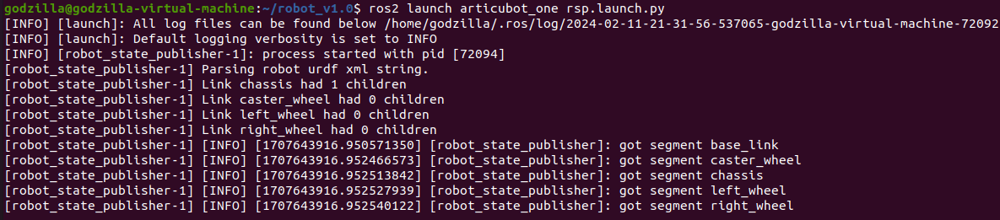 godzilla@godzilla-virtual-machine:~/robot_v1.0$ ros2 launch articubot_one rsp.launch.py
[INFO] [launch]: All log files can be found below /home/godzilla/.ros/log/2024-02-11-21-31-56-537065-godzilla-virtual-machine-72092
[INFO] [launch]: Default logging verbosity is set to INFO
[INFO] [robot_state_publisher-1]: process started with pid [72094]
[robot_state_publisher-1] Parsing robot urdf xml string.
[robot_state_publisher-1] Link chassis had 1 children
[robot_state_publisher-1] Link caster_wheel had 0 children
[robot_state_publisher-1] Link left_wheel had 0 children
[robot_state_publisher-1] Link right_wheel had 0 children
[robot_state_publisher-1] [INFO] [1707643916.950571350] [robot_state_publisher]: got segment base_link
[robot_state_publisher-1] [INFO] [1707643916.952466573] [robot_state_publisher]: got segment caster_wheel
[robot_state_publisher-1] [INFO] [1707643916.952513842] [robot_state_publisher]: got segment chassis
[robot_state_publisher-1] [INFO] [1707643916.952527939] [robot_state_publisher]: got segment left_wheel
[robot_state_publisher-1] [INFO] [1707643916.952540122] [robot_state_publisher]: got segment right_wheel